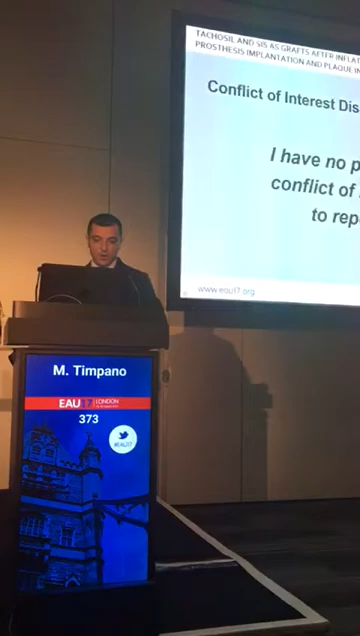 TACHOSIL AND SIS AS GRAFTS AFTER INFLAT
PROSTHESIS IMPLANTATION AND PLAQUE IN
Conflict of Interest Dis
I have no p
conflict of
to rep
www.eau17.org
M. Timpano
EAU17 LONDON
373
#EAU17